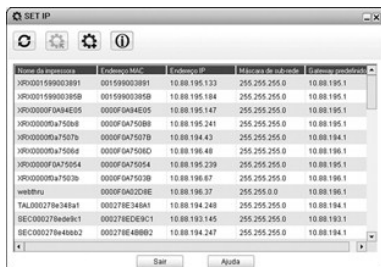 SET IP
Nome da impressora Endereço MAC Endereço IP Máscara de sub-rede Gateway predefinido
XRX001599003891 001599003891 10.88.195.133 255.255.255.0 10.88.195.1
XRX00159900385B 00159900385B 10.88.195.184 255.255.255.0 10.88.195.1
XRX0000F0A94E05 0000F0A94E05 10.88.195.147 255.255.255.0 10.88.195.1
XRX0000f0a750b8 0000F0A750B8 10.88.195.241 255.255.255.0 10.88.195.1
XRX0000f0a7507b 0000F0A7507B 10.88.194.43 255.255.255.0 10.88.194.1
XRX0000f0a7506d 0000F0A7506D 10.88.196.48 255.255.255.0 10.88.196.1
XRX0000F0A75054 0000F0A75054 10.88.195.239 255.255.255.0 10.88.195.1
XRX0000f0a7503b 0000F0A7503B 10.88.196.67 255.255.255.0 10.88.196.1
webthru 0000F0A02D8E 10.88.196.37 255.255.0.0 10.88.196.1
TAL000278e348a1 000278E348A1 10.88.194.248 255.255.255.0 10.88.194.1
SEC000278ede9c1 000278EDE9C1 10.88.193.145 255.255.255.0 10.88.193.1
SEC000278e4bbb2 000278E4BBB2 10.88.194.247 255.255.255.0 10.88.194.1
Sair Ajuda